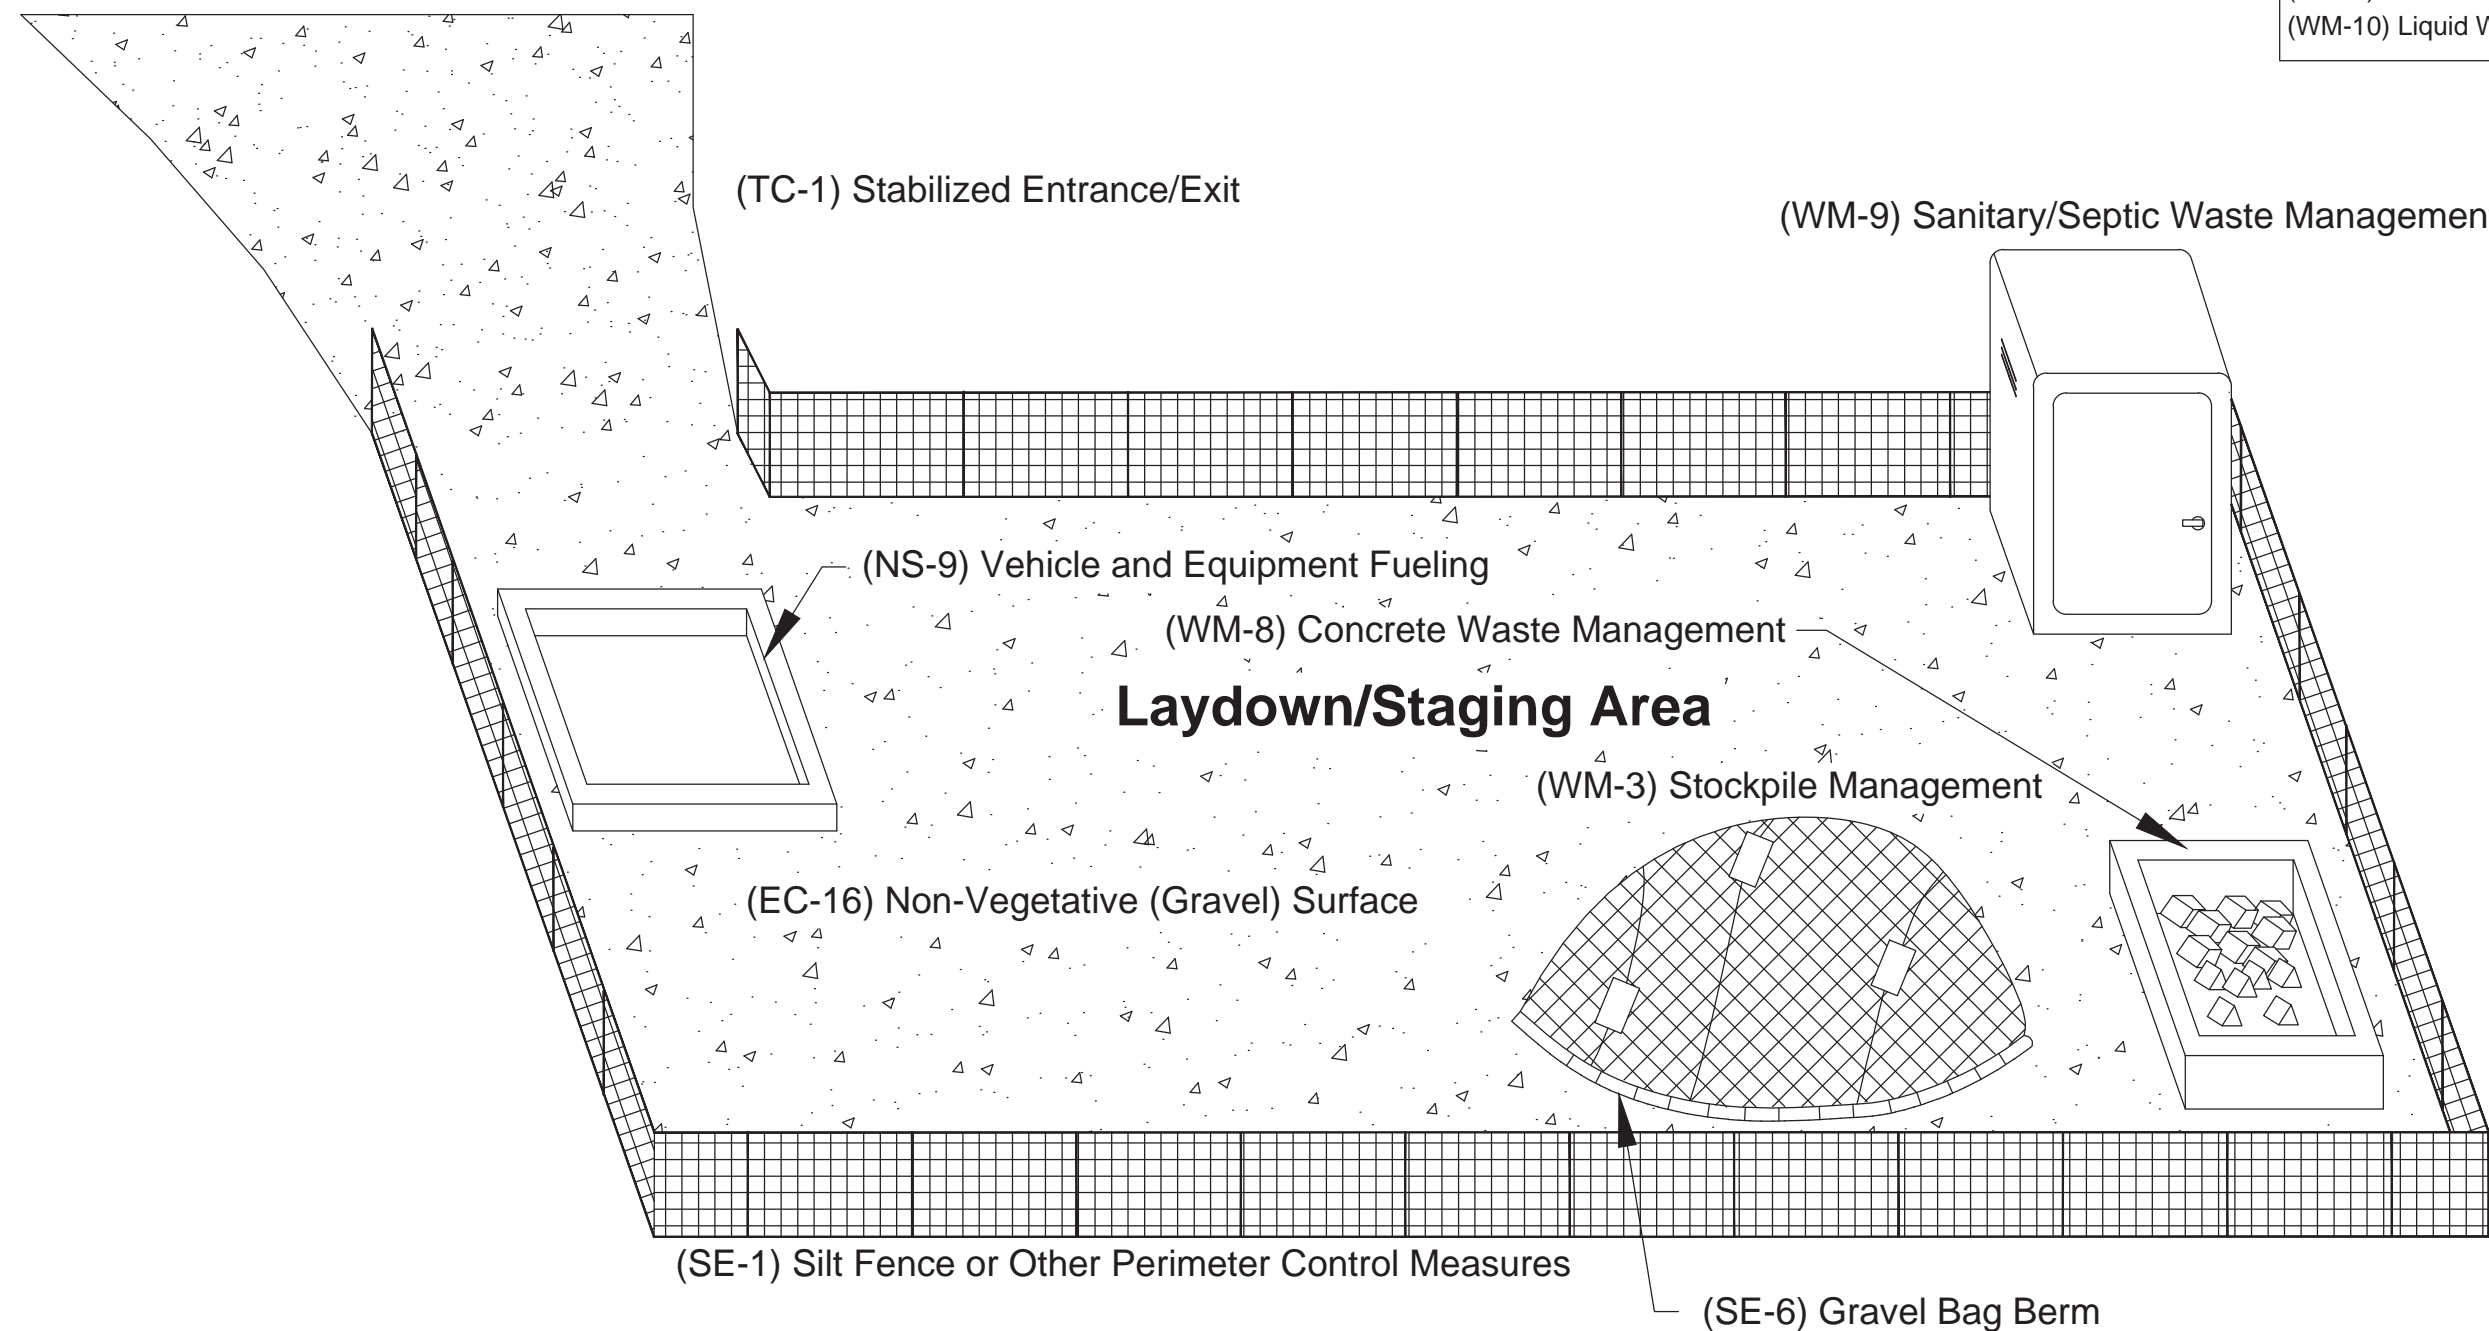 (WM-10) Liquid W
(TC-1) Stabilized Entrance/Exit
(WM-9) Sanitary/Septic Waste Managemen
(NS-9) Vehicle and Equipment Fueling
(WM-8) Concrete Waste Management
Laydown/Staging Area
(WM-3) Stockpile Management
(EC-16) Non-Vegetative (Gravel) Surface
(SE-1) Silt Fence or Other Perimeter Control Measures
(SE-6) Gravel Bag Berm